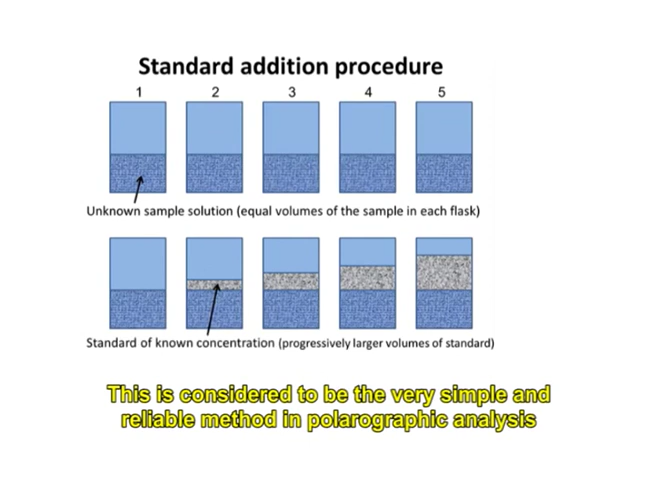 Standard addition procedure
1 2 3 4 5
Unknown sample solution (equal volumes of the sample in each flask)
Standard of known concentration (progressively larger volumes of standard)
This is considered to be the very simple and
reliable method in polarographic analysis